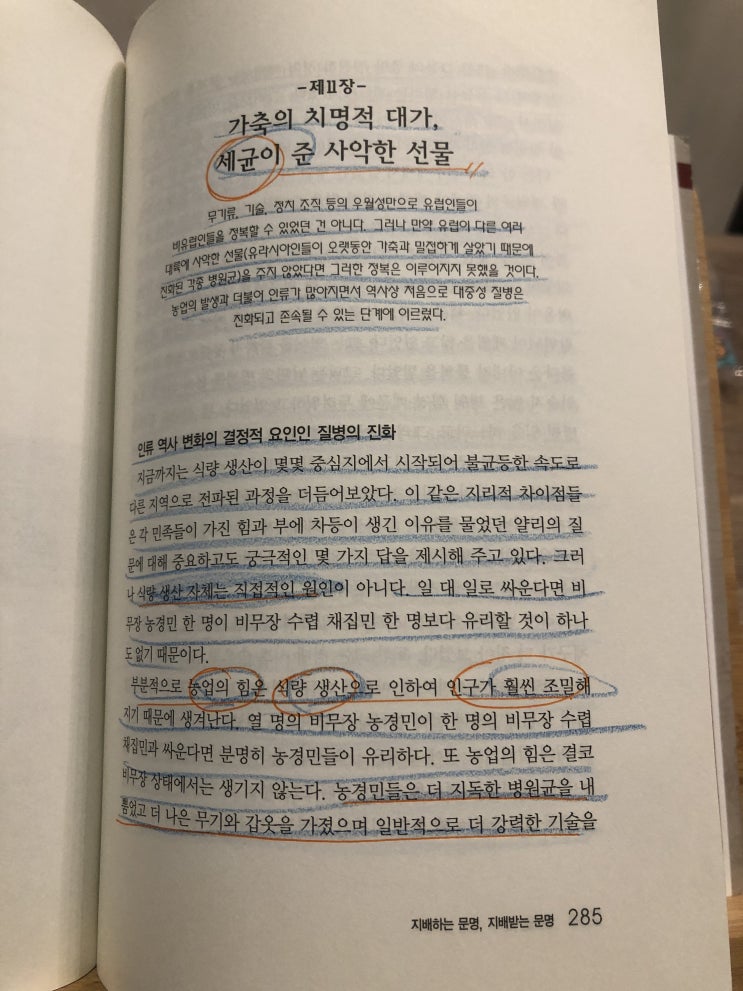 -제11장-
가축의 치명적 대가,
세균이 준 사악한 선물
무기류, 기술, 정치 조직 등의 우월성만으로 유럽인들이
비유럽인들을 정복할 수 있었던 건 아니다. 그러나 만약 유럽이 다른 여러
대륙에 사악한 선물(유라시아인들이 오랫동안 가축과 밀접하게 살았기 때문에
진화된 각종 병원균)을 주지 않았다면 그러한 정복은 이루어지지 못했을 것이다.
농업의 발생과 더불어 인류가 많아지면서 역사상 처음으로 대중성 질병은
진화되고 존속될 수 있는 단계에 이르렀다.
인류 역사 변화의 결정적 요인인 질병의 진화
지금까지는 식량 생산이 몇몇 중심지에서 시작되어 불균등한 속도로
다른 지역으로 전파된 과정을 더듬어보았다. 이 같은 지리적 차이점들
은 각 민족들이 가진 힘과 부에 차등이 생긴 이유를 물었던 얄리의 질
문에 대해 중요하고도 궁극적인 몇 가지 답을 제시해 주고 있다. 그러
나 식량 생산 자체는 직접적인 원인이 아니다. 일 대 일로 싸운다면 비
무장 농경민 한 명이 비무장 수렵 채집민 한 명보다 유리할 것이 하나
도 없기 때문이다.
부분적으로 농업의 힘은 식량 생산으로 인하여 인구가 훨씬 조밀해
지기 때문에 생겨난다. 열 명의 비무장 농경민이 한 명의 비무장 수렵
채집민과 싸운다면 분명히 농경민들이 유리하다. 또 농업의 힘은 결코
비무장 상태에서는 생기지 않는다. 농경민들은 더 지독한 병원균을 내
뿜었고 더 나은 무기와 갑옷을 가졌으며 일반적으로 더 강력한 기술을
지배하는 문명, 지배받는 문명 285